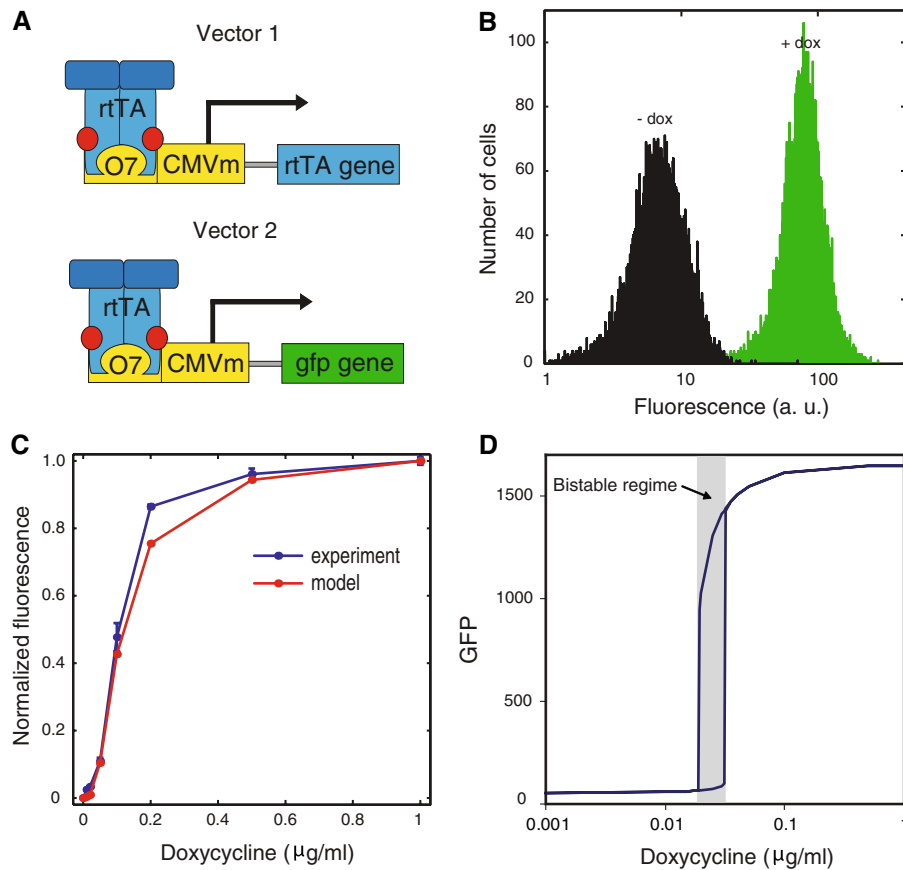 A
Vector 1
rtTA
O7
CMVm
rtTA gene
Vector 2
rtTA
O7
CMVm
gfp gene
B
Number of cells
100
80
60
40
20
0
- dox
+ dox
1
10
100
Fluorescence (a. u.)
C
Normalized fluorescence
1.0
0.8
0.6
0.4
0.2
0
experiment
model
0
0.2
0.4
0.6
0.8
1
Doxycycline (μg/ml)
D
GFP
1500
1000
500
0
Bistable regime
0.001
0.01
0.1
1
Doxycycline (μg/ml)